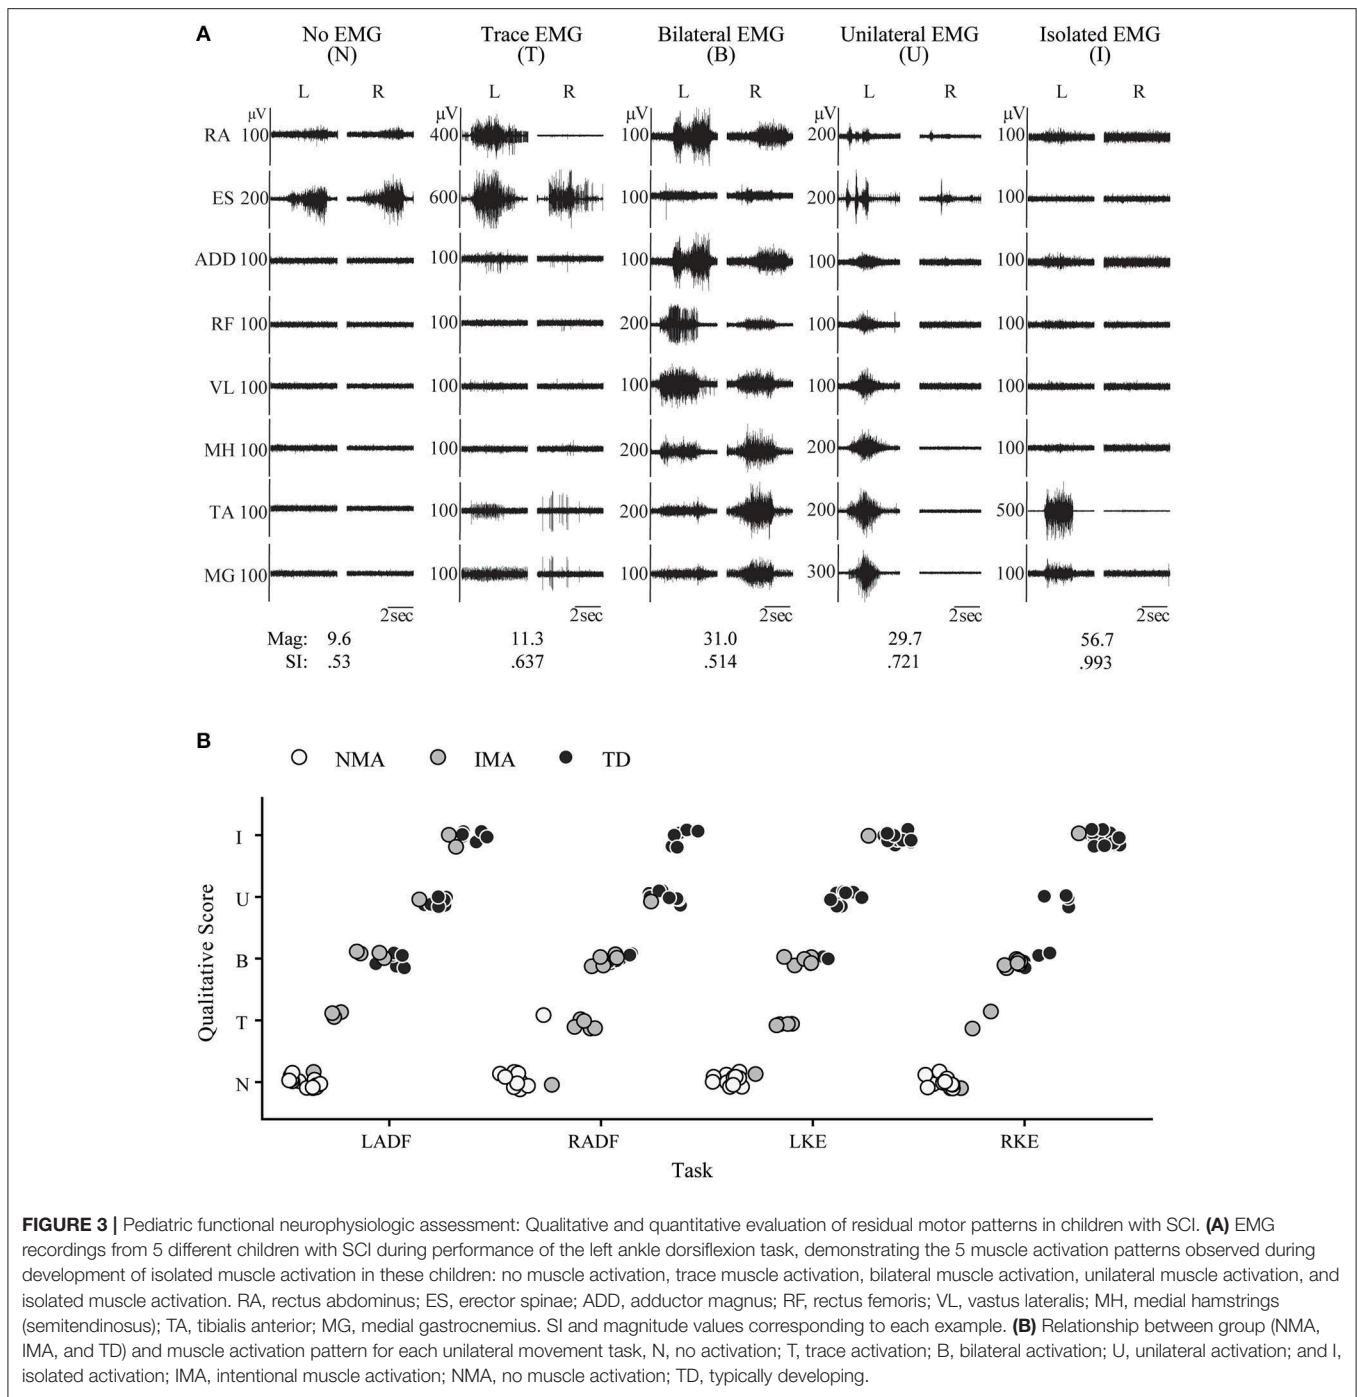 A
No EMG Trace EMG Bilateral EMG Unilateral EMG Isolated EMG
(N) (T) (B) (U) (I)
L R L R L R L R L R
µV µV µV µV µV
RA 100 400 100 200 100
ES 200 600 100 200 100
ADD 100 100 100 100 100
RF 100 100 200 100 100
VL 100 100 100 100 100
MH 100 100 200 200 100
TA 100 100 200 200 500
MG 100 100 100 300 100
2sec 2sec 2sec 2sec 2sec
Mag: 9.6 11.3 31.0 29.7 56.7
SI: .53 .637 .514 .721 .993
B
NMA IMA TD
Qualitative Score
I
U
B
T
N
LADF RADF LKE RKE
Task
FIGURE 3 | Pediatric functional neurophysiologic assessment: Qualitative and quantitative evaluation of residual motor patterns in children with SCI. (A) EMG
recordings from 5 different children with SCI during performance of the left ankle dorsiflexion task, demonstrating the 5 muscle activation patterns observed during
development of isolated muscle activation in these children: no muscle activation, trace muscle activation, bilateral muscle activation, unilateral muscle activation, and
isolated muscle activation. RA, rectus abdominus; ES, erector spinae; ADD, adductor magnus; RF, rectus femoris; VL, vastus lateralis; MH, medial hamstrings
(semitendinosus); TA, tibialis anterior; MG, medial gastrocnemius. SI and magnitude values corresponding to each example. (B) Relationship between group (NMA,
IMA, and TD) and muscle activation pattern for each unilateral movement task, N, no activation; T, trace activation; B, bilateral activation; U, unilateral activation; and I,
isolated activation; IMA, intentional muscle activation; NMA, no muscle activation; TD, typically developing.